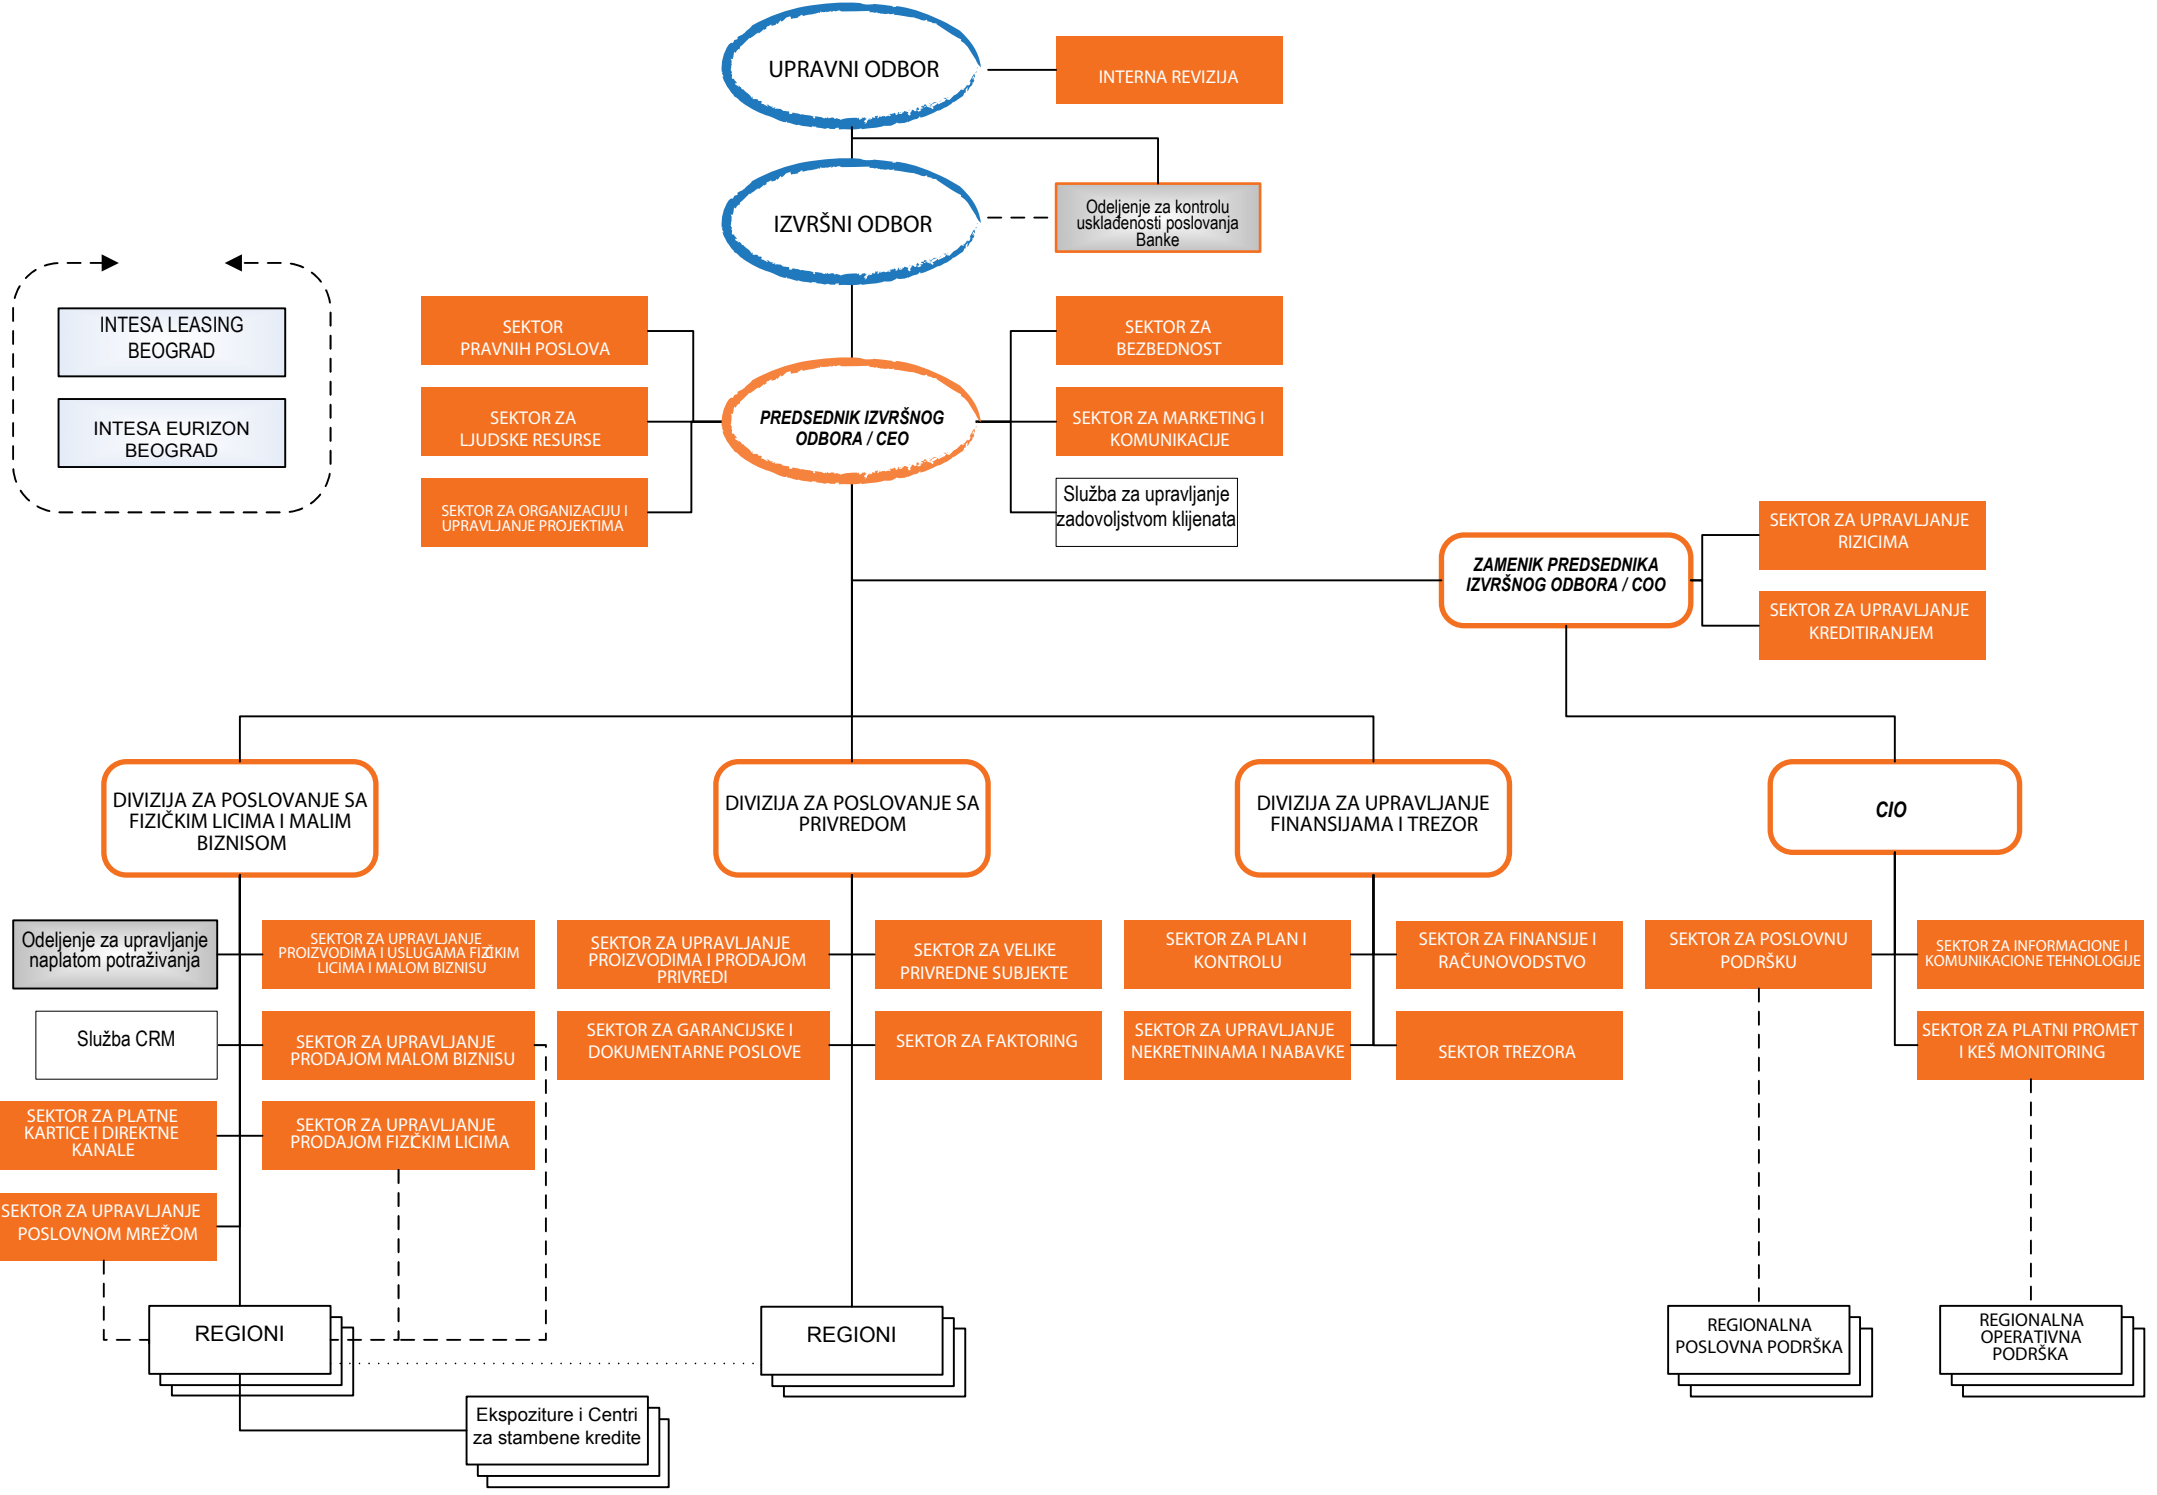 UPRAVNI ODBOR
INTERNA REVIZIJA
IZVRŠNI ODBOR
Odeljenje za kontrolu
usklađenosti poslovanja
Banke
INTESA LEASING
BEOGRAD
INTESA EURIZON
BEOGRAD
SEKTOR
PRAVNIH POSLOVA
SEKTOR ZA
LJUDSKE RESURSE
SEKTOR ZA ORGANIZACIJU I
UPRAVLJANJE PROJEKTIMA
PREDSEDNIK IZVRŠNOG
ODBORA / CEO
SEKTOR ZA
BEZBEDNOST
SEKTOR ZA MARKETING I
KOMUNIKACIJE
Služba za upravljanje
zadovoljstvom klijenata
ZAMENIK PREDSEDNIKA
IZVRŠNOG ODBORA / COO
SEKTOR ZA UPRAVLJANJE
RIZICIMA
SEKTOR ZA UPRAVLJANJE
KREDITIRANJEM
DIVIZIJA ZA POSLOVANJE SA
FIZIČKIM LICIMA I MALIM
BIZNISOM
DIVIZIJA ZA POSLOVANJE SA
PRIVREDOM
DIVIZIJA ZA UPRAVLJANJE
FINANSIJAMA I TREZOR
CIO
Odeljenje za upravljanje
naplatom potraživanja
SEKTOR ZA UPRAVLJANJE
PROIZVODIMA I USLUGAMA FIZIČKIM
LICIMA I MALOM BIZNISU
Služba CRM
SEKTOR ZA UPRAVLJANJE
PRODAJOM MALOM BIZNISU
SEKTOR ZA PLATNE
KARTICE I DIREKTNE
KANALE
SEKTOR ZA UPRAVLJANJE
PRODAJOM FIZIČKIM LICIMA
SEKTOR ZA UPRAVLJANJE
POSLOVNOM MREŽOM
SEKTOR ZA UPRAVLJANJE
PROIZVODIMA I PRODAJOM
PRIVREDI
SEKTOR ZA VELIKE
PRIVREDNE SUBJEKTE
SEKTOR ZA GARANCIJSKE I
DOKUMENTARNE POSLOVE
SEKTOR ZA FAKTORING
SEKTOR ZA PLAN I
KONTROLU
SEKTOR ZA FINANSIJE I
RAČUNOVODSTVO
SEKTOR ZA UPRAVLJANJE
NEKRETNINAMA I NABAVKE
SEKTOR TREZORA
SEKTOR ZA POSLOVNU
PODRŠKU
SEKTOR ZA INFORMACIONE I
KOMUNIKACIONE TEHNOLOGIJE
SEKTOR ZA PLATNI PROMET
I KEŠ MONITORING
REGIONI
REGIONI
REGIONALNA
POSLOVNA PODRŠKA
REGIONALNA
OPERATIVNA
PODRŠKA
Ekspoziture i Centri
za stambene kredite